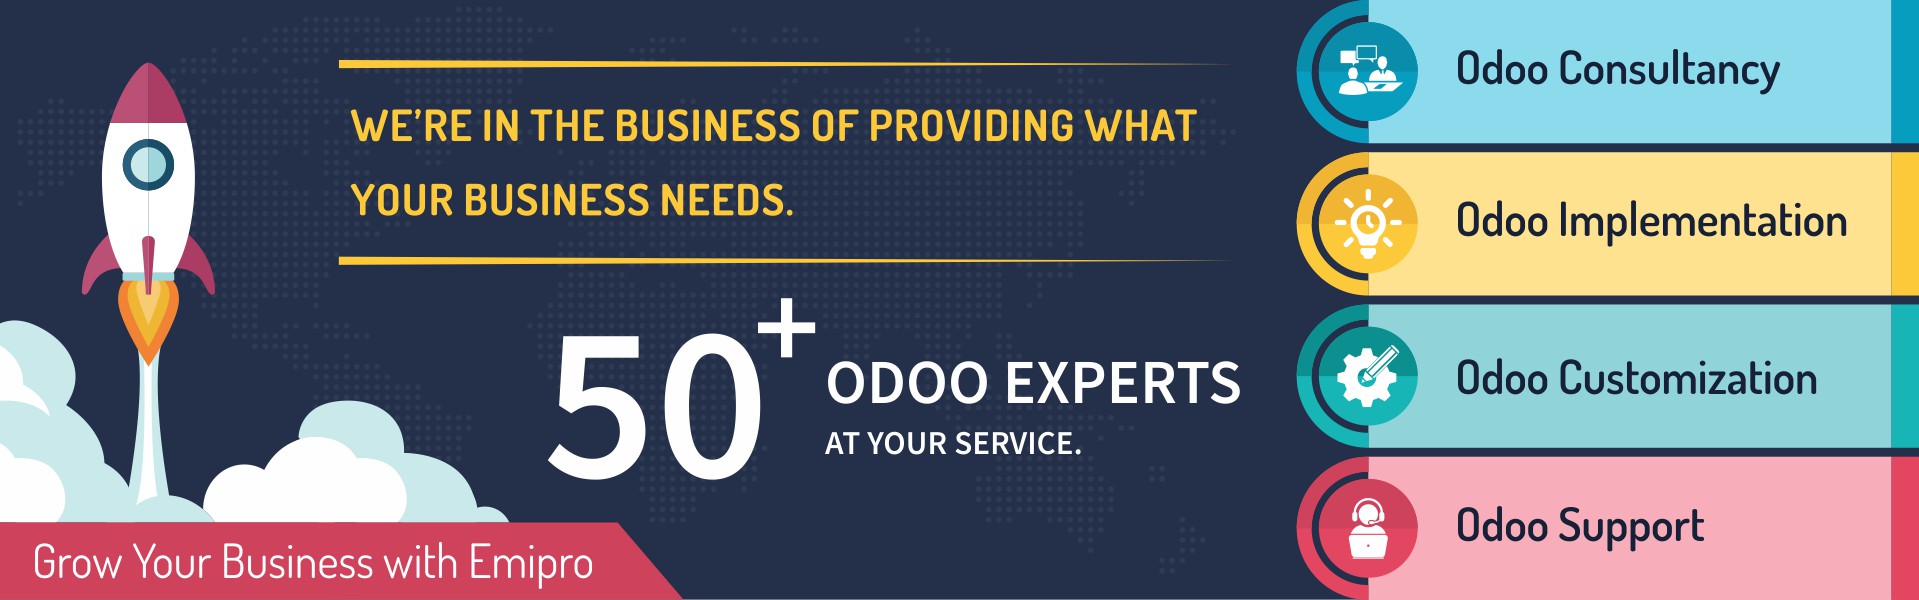 WE'RE IN THE BUSINESS OF PROVIDING WHAT
YOUR BUSINESS NEEDS.
50+
ODOO EXPERTS
AT YOUR SERVICE.
Grow Your Business with Emipro
Odoo Consultancy
Odoo Implementation
Odoo Customization
Odoo Support